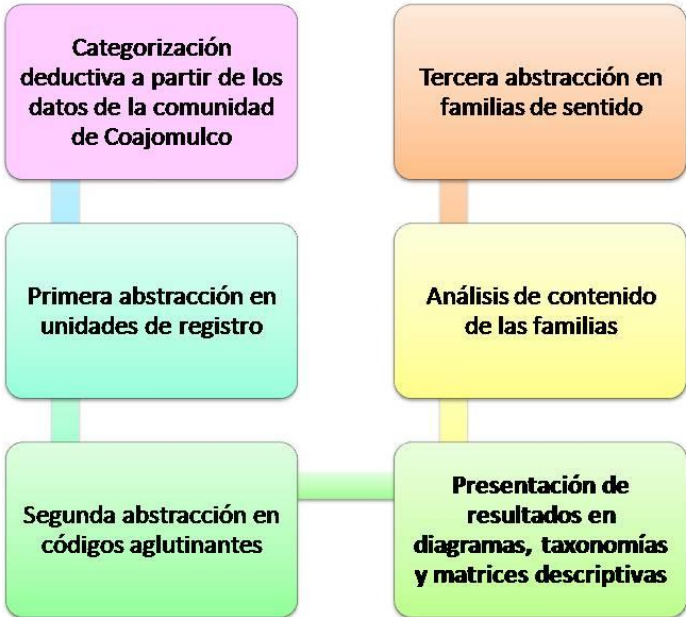 Categorización
deductiva a partir de los
datos de la comunidad
de Coajomulco
Primera abstracción en
unidades de registro
Segunda abstracción en
códigos aglutinantes
Presentación de
resultados en
diagramas, taxonomías
y matrices descriptivas
Análisis de contenido
de las familias
Tercera abstracción en
familias de sentido